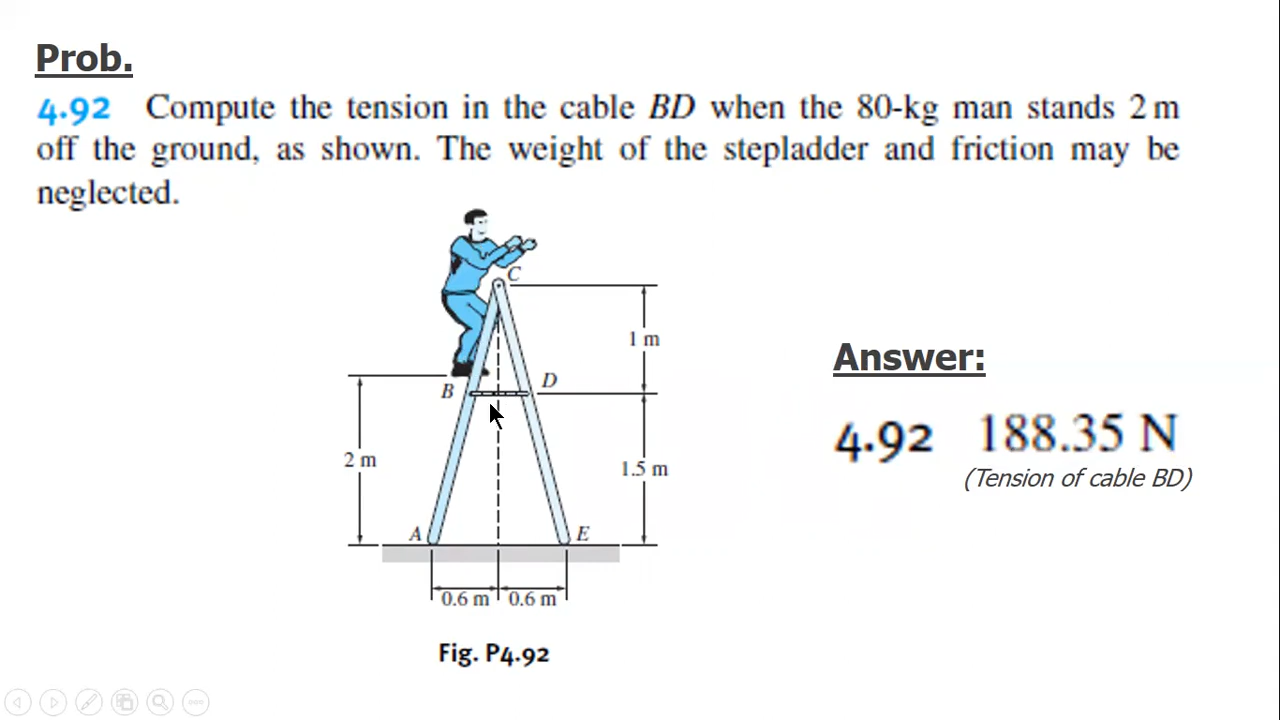 Prob.
4.92 Compute the tension in the cable BD when the 80-kg man stands 2 m
off the ground, as shown. The weight of the stepladder and friction may be
neglected.
C
1 m
Answer:
B
D
4.92 188.35 N
2 m
1.5 m
(Tension of cable BD)
A
E
0.6 m 0.6 m
Fig. P4.92